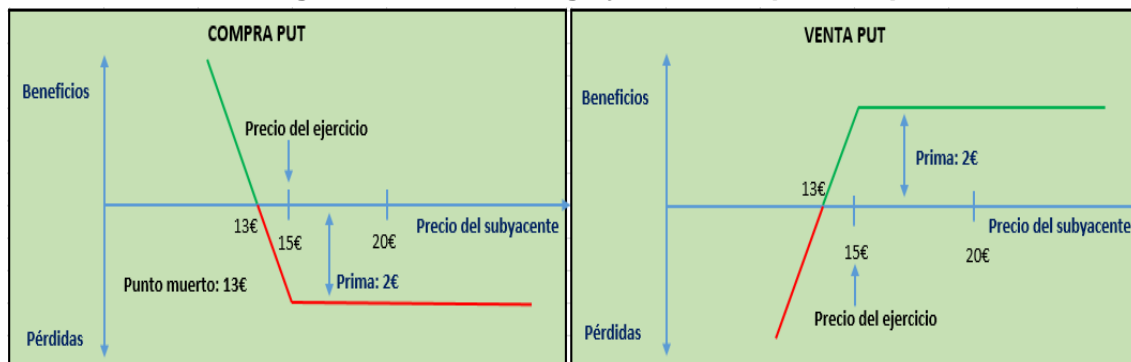 COMPRA PUT
Beneficios
Precio del ejercicio
13€
15€
20€
Precio del subyacente
Punto muerto: 13€
Prima: 2€
Pérdidas
VENTA PUT
Beneficios
Prima: 2€
13€
Precio del subyacente
15€
20€
Precio del ejercicio
Pérdidas